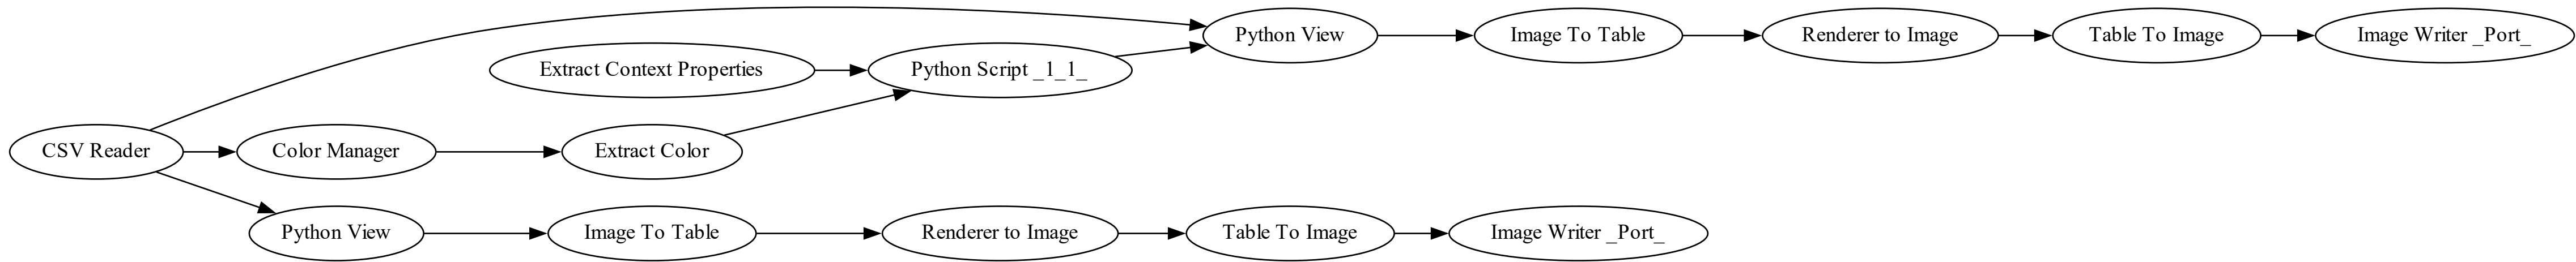 Python View
Image To Table
Renderer to Image
Table To Image
Image Writer _Port_
Extract Context Properties
Python Script _1_1_
CSV Reader
Color Manager
Extract Color
Python View
Image To Table
Renderer to Image
Table To Image
Image Writer _Port_